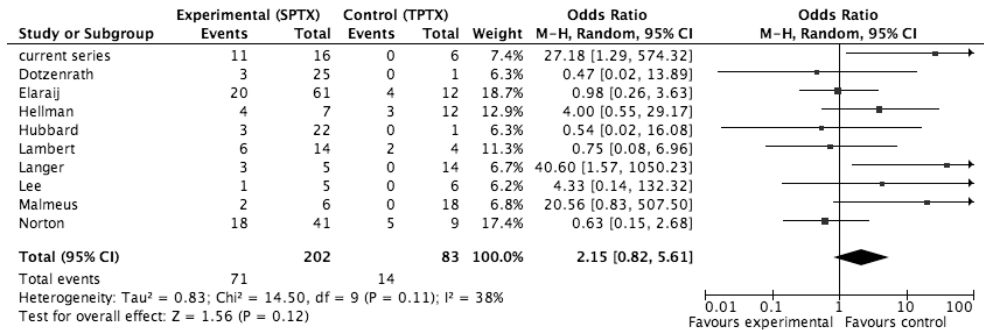 Experimental (SPTX) Control (TPTX) Odds Ratio Odds Ratio
Study or Subgroup Events Total Events Total Weight M-H, Random, 95% CI M-H, Random, 95% CI
current series 11 16 0 6 7.4% 27.18 [1.29, 574.32]
Dotzenrath 3 25 0 1 6.3% 0.47 [0.02, 13.89]
Elaraij 20 61 4 12 18.7% 0.98 [0.26, 3.63]
Hellman 4 7 3 12 12.9% 4.00 [0.55, 29.17]
Hubbard 3 22 0 1 6.3% 0.54 [0.02, 16.08]
Lambert 6 14 2 4 11.3% 0.75 [0.08, 6.96]
Langer 3 5 0 14 6.7% 40.60 [1.57, 1050.23]
Lee 1 5 0 6 6.2% 4.33 [0.14, 132.32]
Malmeus 2 6 0 18 6.8% 20.56 [0.83, 507.50]
Norton 18 41 5 9 17.4% 0.63 [0.15, 2.68]
Total (95% CI) 202 83 100.0% 2.15 [0.82, 5.61]
Total events 71 14
Heterogeneity: Tau² = 0.83; Chi² = 14.50, df = 9 (P = 0.11); I² = 38%
Test for overall effect: Z = 1.56 (P = 0.12)
0.01 0.1 1 10 100
Favours experimental Favours control